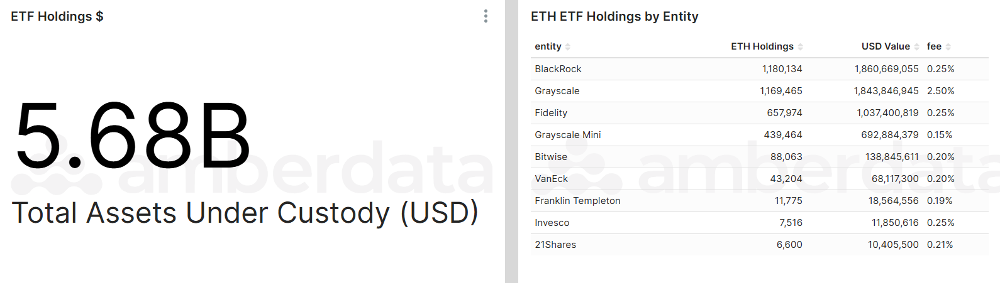 ETF Holdings $
5.68B
Total Assets Under Custody (USD)
amberdata
ETH ETF Holdings by Entity
entity ETH Holdings USD Value fee
BlackRock 1,180,134 1,860,669,055 0.25%
Grayscale 1,169,465 1,843,846,945 2.50%
Fidelity 657,974 1,037,400,819 0.25%
Grayscale Mini 439,464 692,884,379 0.15%
Bitwise 88,063 138,845,611 0.20%
VanEck 43,204 68,117,300 0.20%
Franklin Templeton 11,775 18,564,556 0.19%
Invesco 7,516 11,850,616 0.25%
21Shares 6,600 10,405,500 0.21%
amberdata